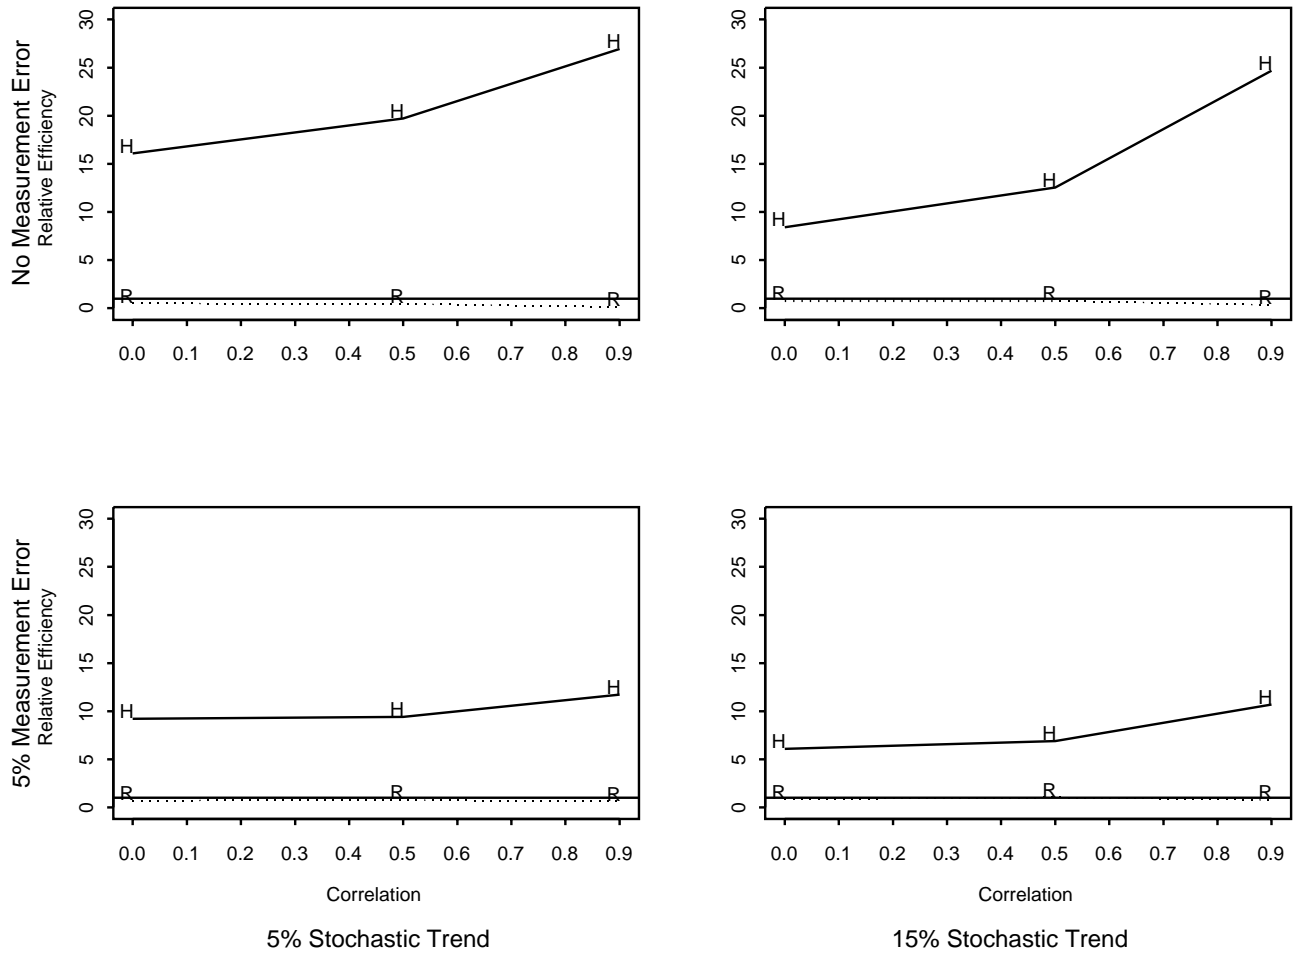 No Measurement Error
Relative Efficiency
30
25
20
15
10
5
0
H
H
H
R
R
R
0.0 0.1 0.2 0.3 0.4 0.5 0.6 0.7 0.8 0.9
30
25
20
15
10
5
0
H
H
H
R
R
R
0.0 0.1 0.2 0.3 0.4 0.5 0.6 0.7 0.8 0.9
5% Measurement Error
Relative Efficiency
30
25
20
15
10
5
0
H
H
H
R
R
R
0.0 0.1 0.2 0.3 0.4 0.5 0.6 0.7 0.8 0.9
Correlation
5% Stochastic Trend
30
25
20
15
10
5
0
H
H
H
R
R
R
0.0 0.1 0.2 0.3 0.4 0.5 0.6 0.7 0.8 0.9
Correlation
15% Stochastic Trend